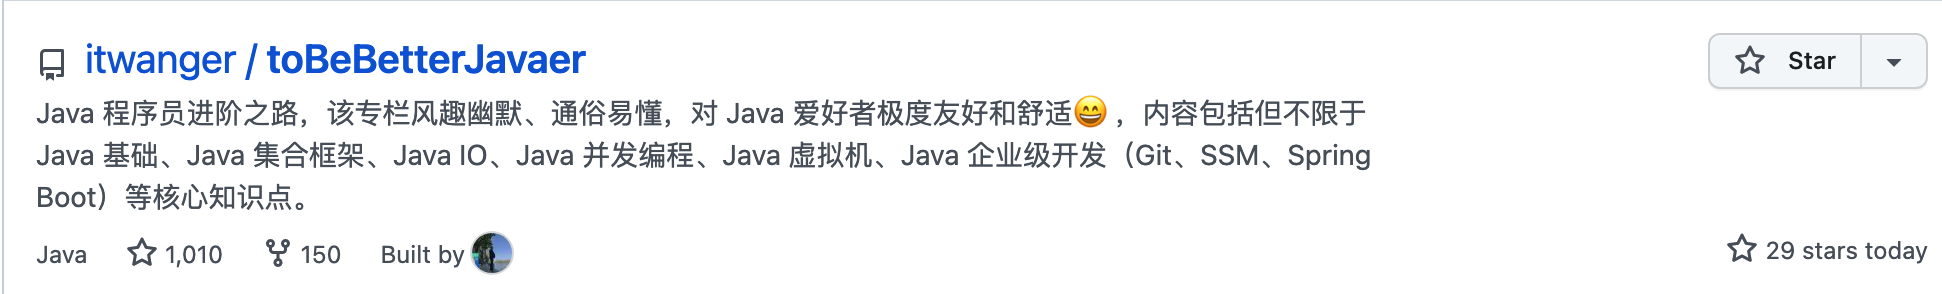 itwanger / toBeBetterJavaer
Star
Java 程序员进阶之路，该专栏风趣幽默、通俗易懂，对 Java 爱好者极度友好和舒适😄，内容包括但不限于
Java 基础、Java 集合框架、Java IO、Java 并发编程、Java 虚拟机、Java 企业级开发（Git、SSM、Spring
Boot）等核心知识点。
Java 1,010 150 Built by
29 stars today